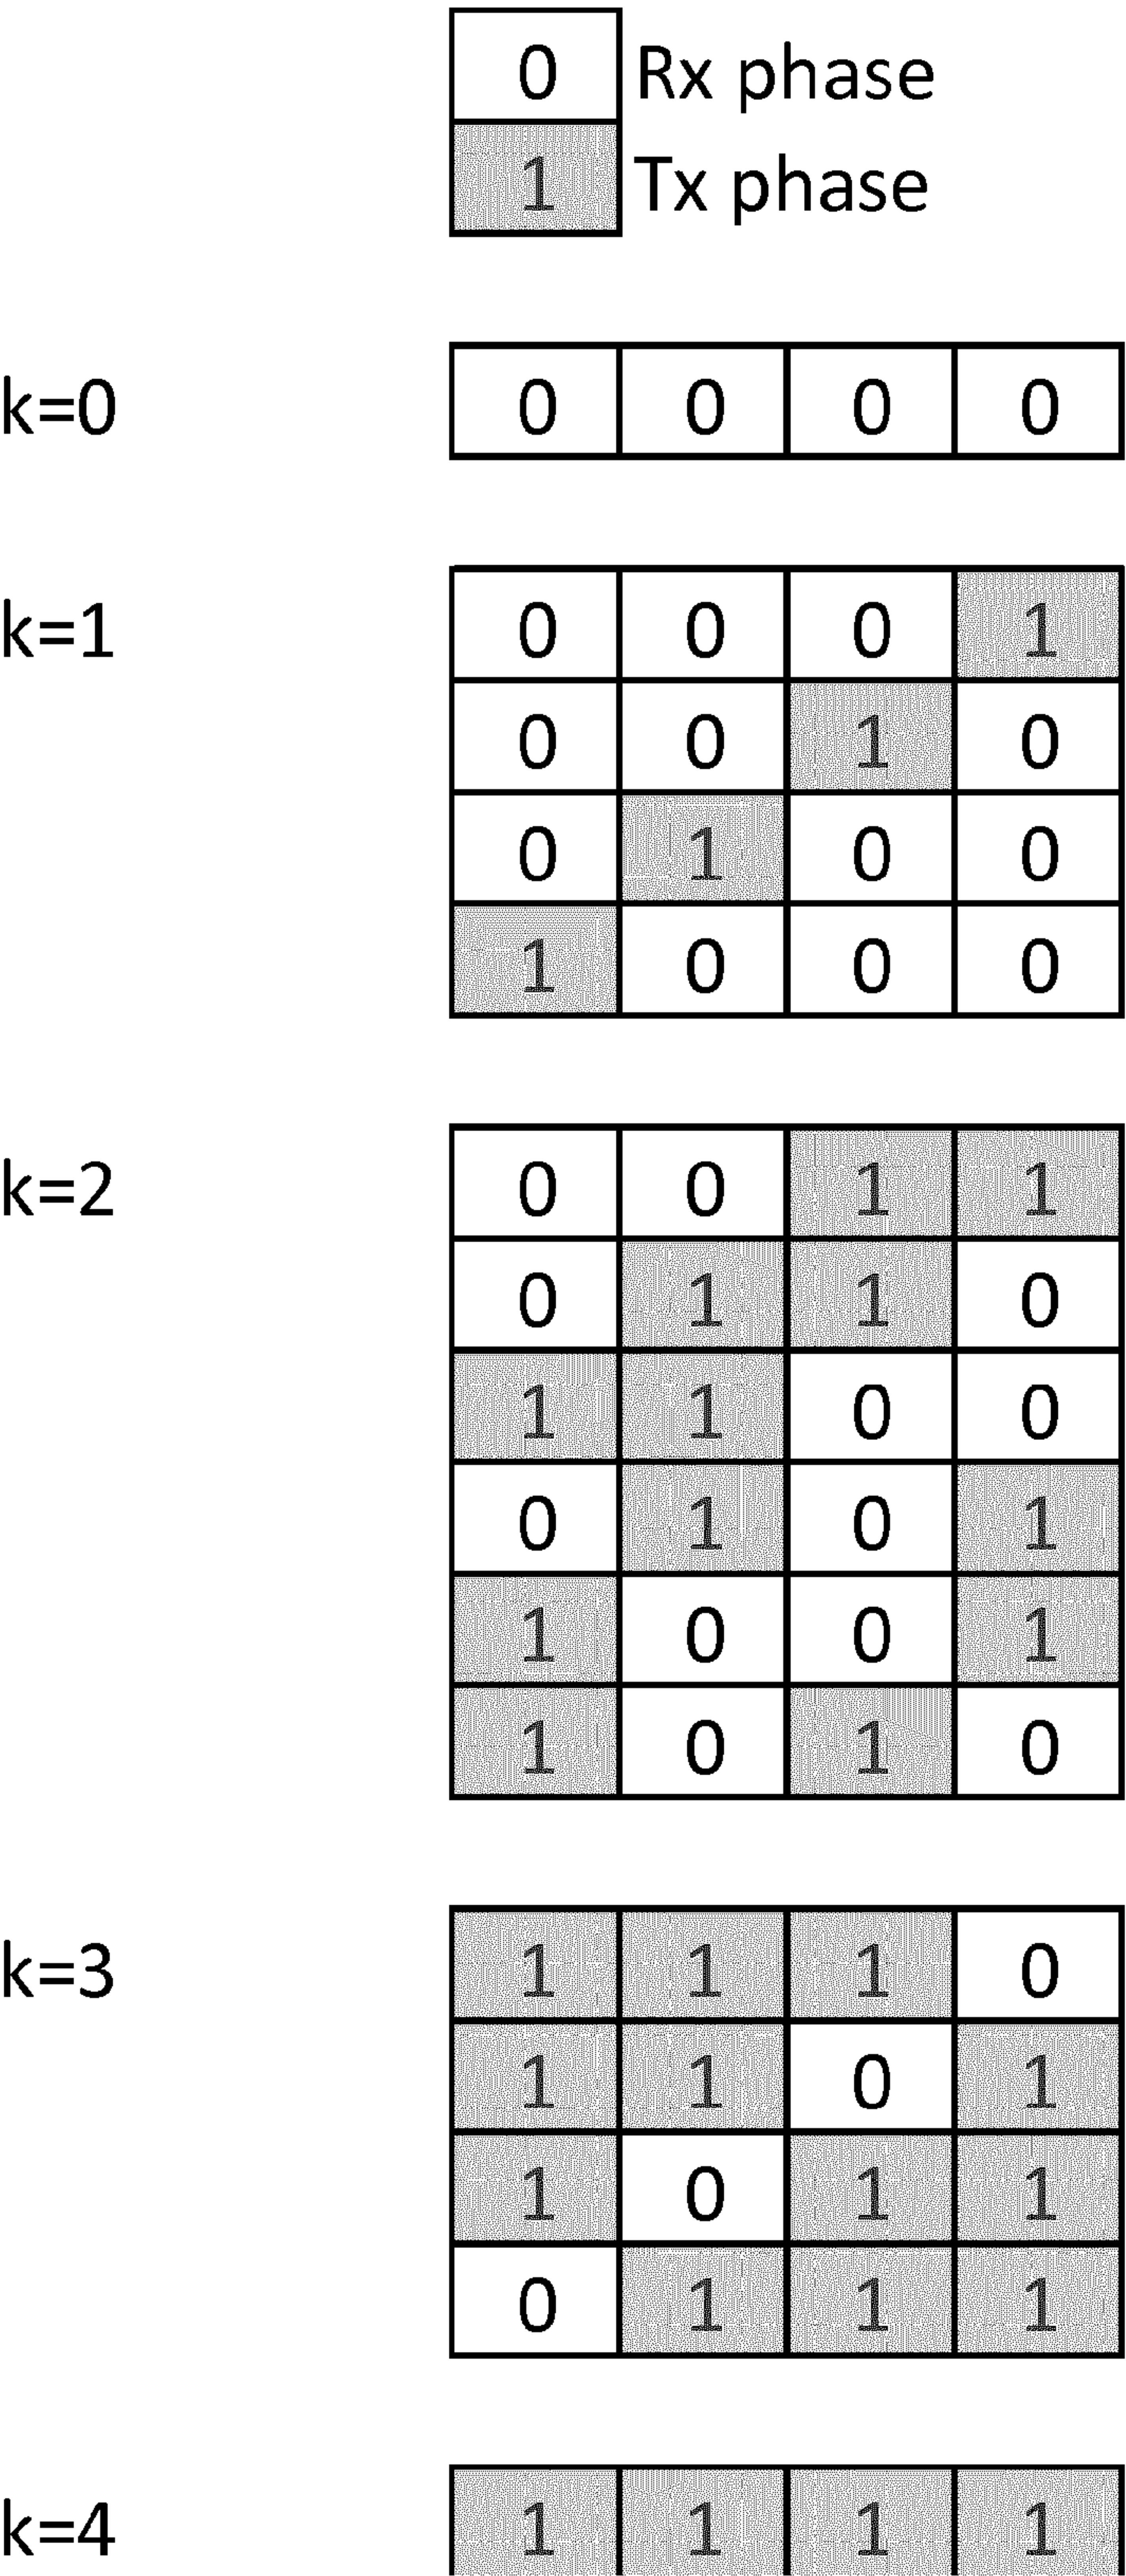 0 Rx phase
1 Tx phase
k=0 0 0 0 0
k=1 0 0 0 1
0 0 1 0
0 1 0 0
1 0 0 0
k=2 0 0 1 1
0 1 1 0
1 1 0 0
0 1 0 1
1 0 0 1
1 0 1 0
k=3 1 1 1 0
1 1 0 1
1 0 1 1
0 1 1 1
k=4 1 1 1 1